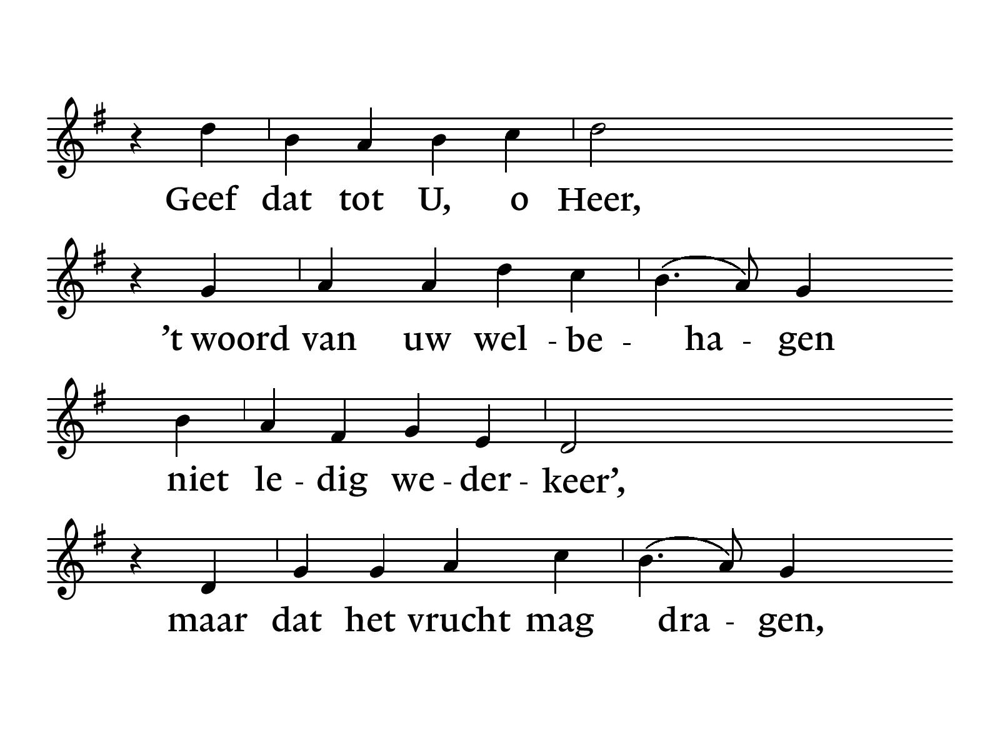 Geef dat tot U, o Heer,
’t woord van uw wel - be - ha - gen
niet le - dig we - der - keer’,
maar dat het vrucht mag dra - gen,